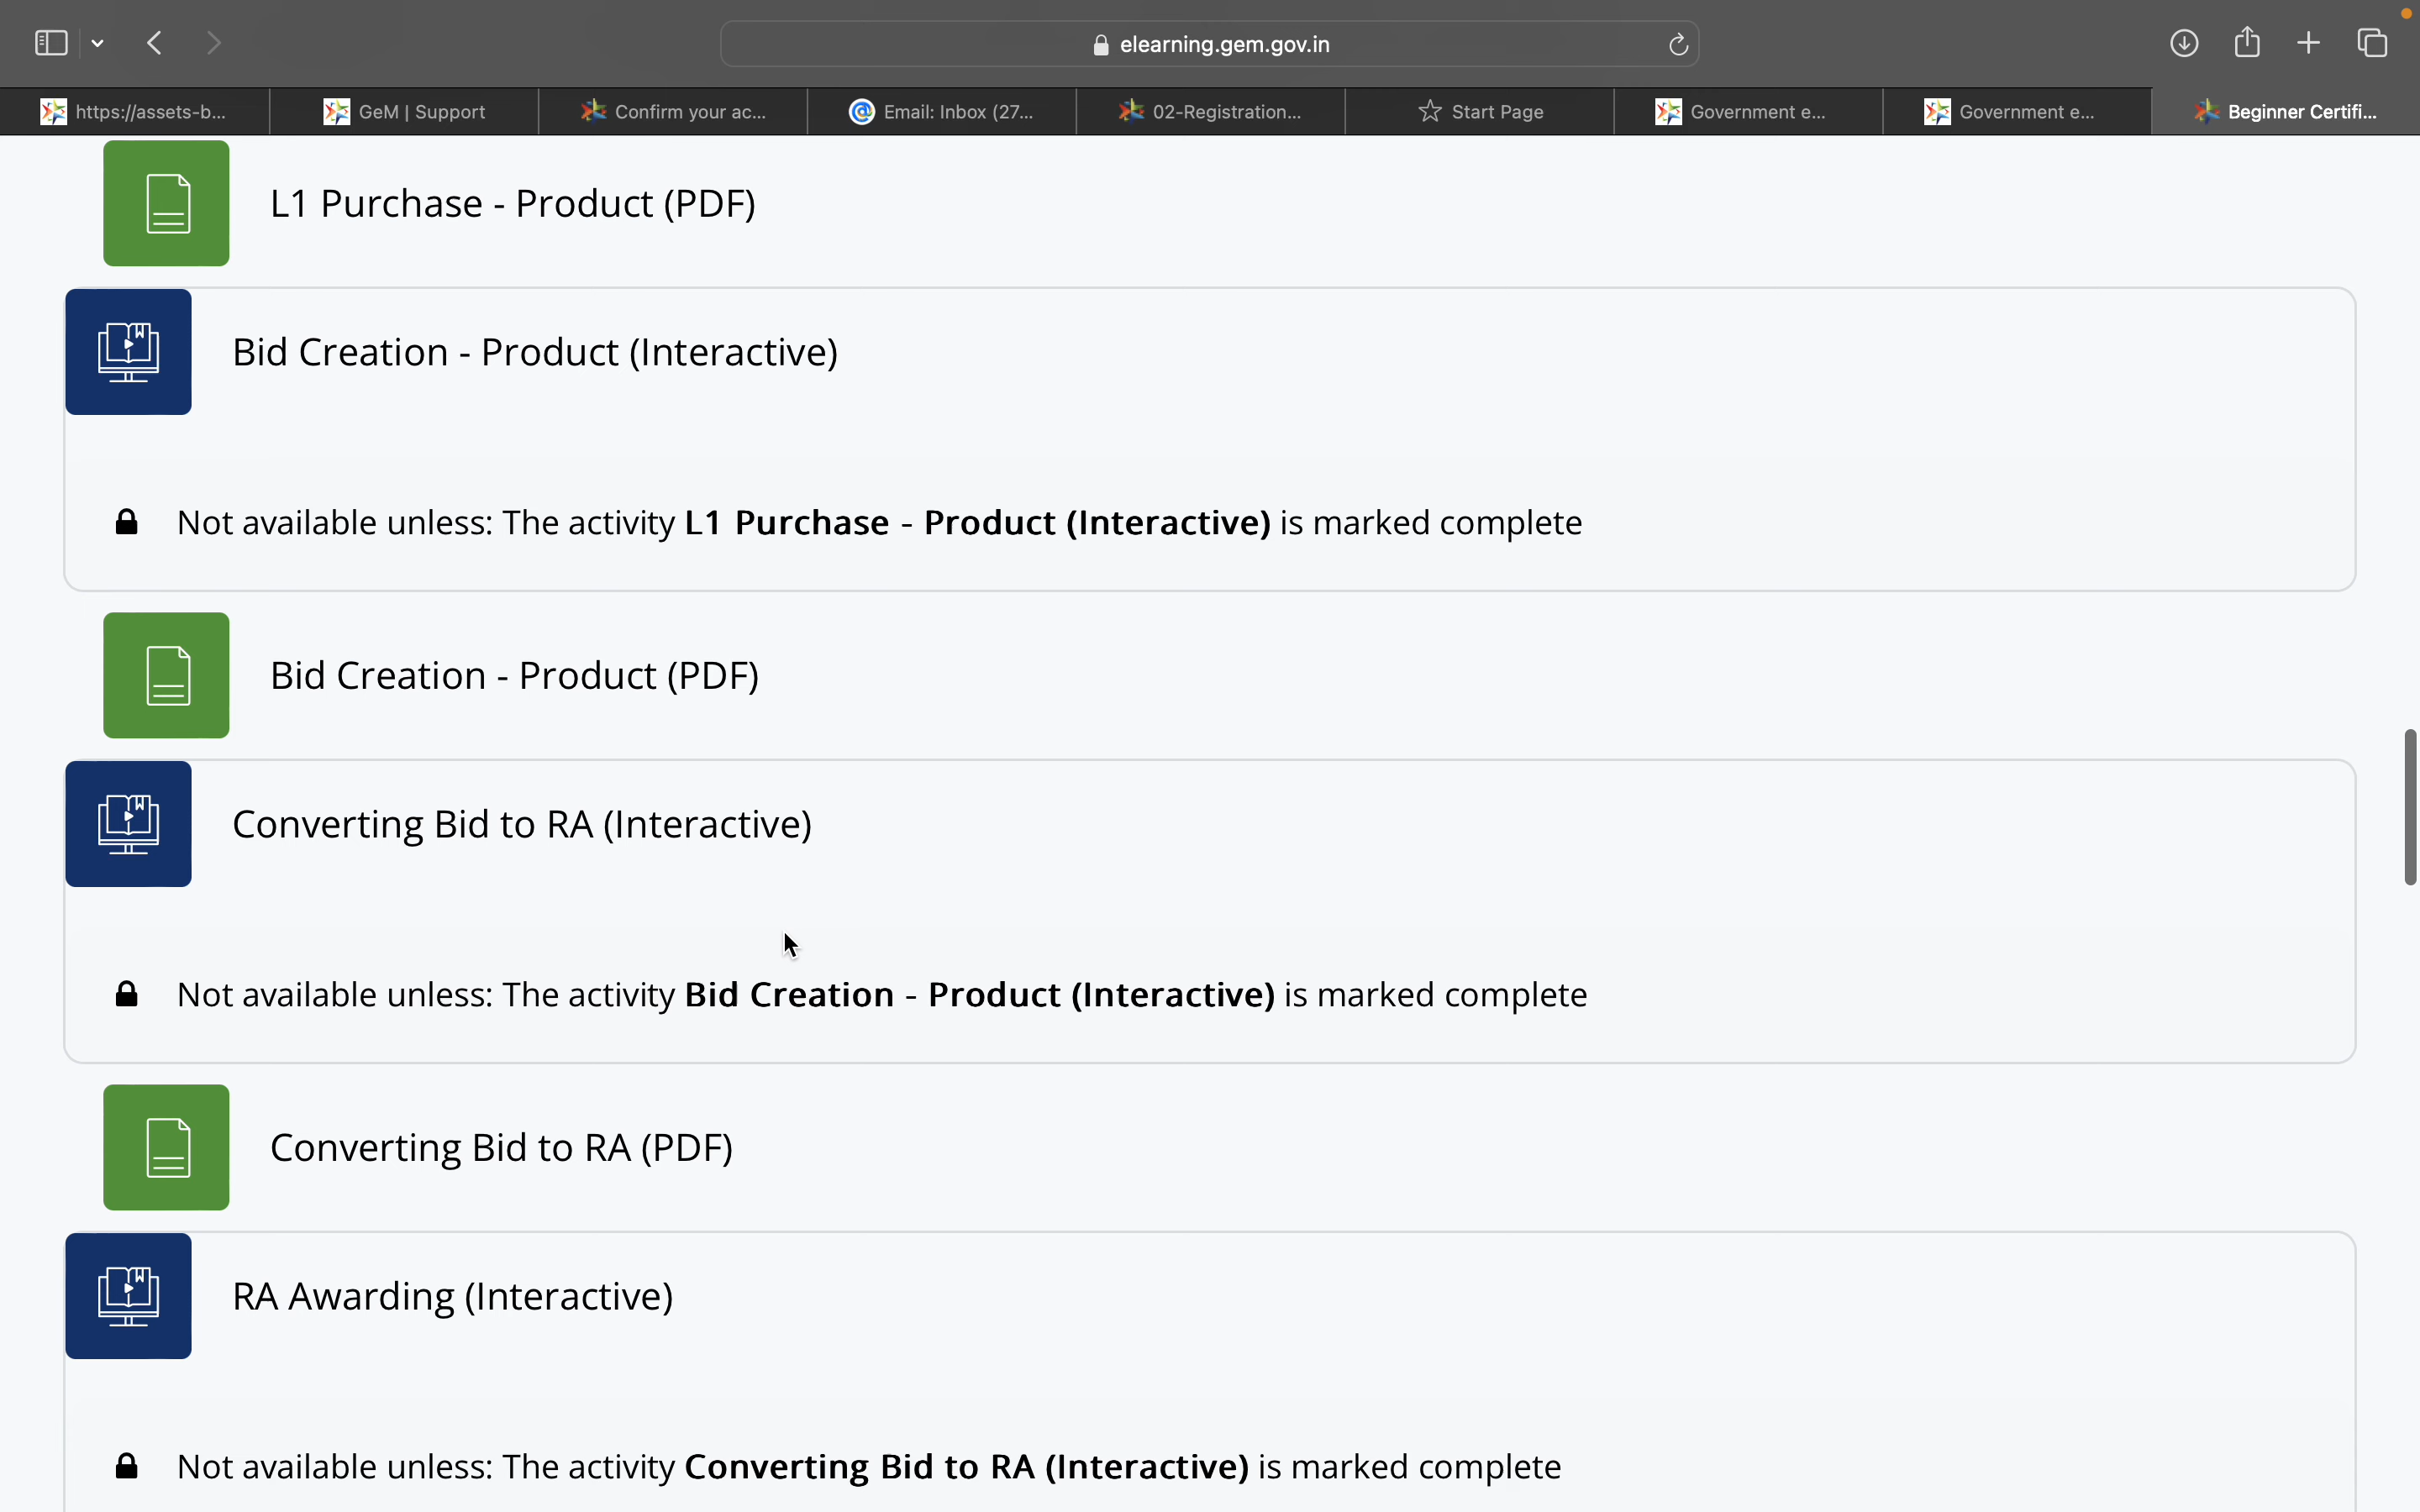 elearning.gem.gov.in
https://assets-b...
GeM | Support
Confirm your ac...
Email: Inbox (27...
02-Registration...
Start Page
Government e...
Government e...
Beginner Certifi...
L1 Purchase - Product (PDF)
Bid Creation - Product (Interactive)
Not available unless: The activity L1 Purchase - Product (Interactive) is marked complete
Bid Creation - Product (PDF)
Converting Bid to RA (Interactive)
Not available unless: The activity Bid Creation - Product (Interactive) is marked complete
Converting Bid to RA (PDF)
RA Awarding (Interactive)
Not available unless: The activity Converting Bid to RA (Interactive) is marked complete